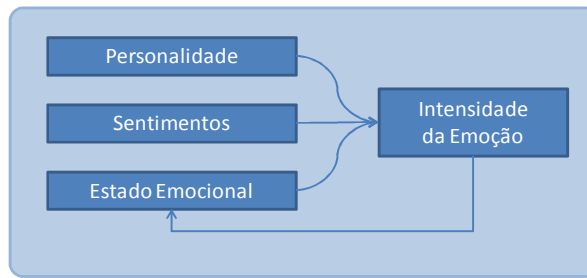 Personalidade
Sentimentos
Estado Emocional
Intensidade
da Emoção